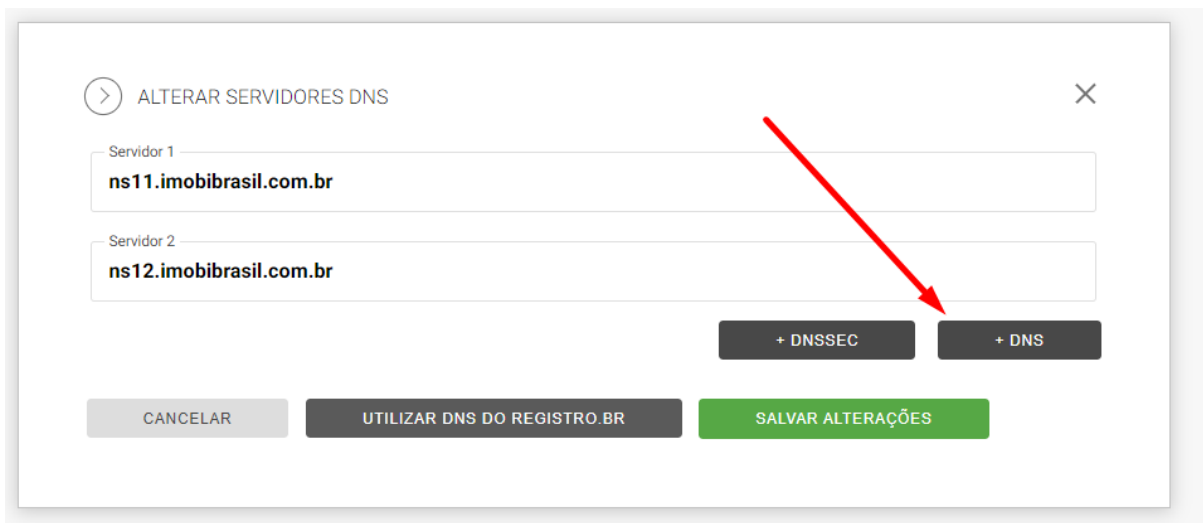 ALTERAR SERVIDORES DNS
Servidor 1
ns11.imobibrasil.com.br
Servidor 2
ns12.imobibrasil.com.br
+ DNSSEC
+ DNS
CANCELAR
UTILIZAR DNS DO REGISTRO.BR
SALVAR ALTERAÇÕES